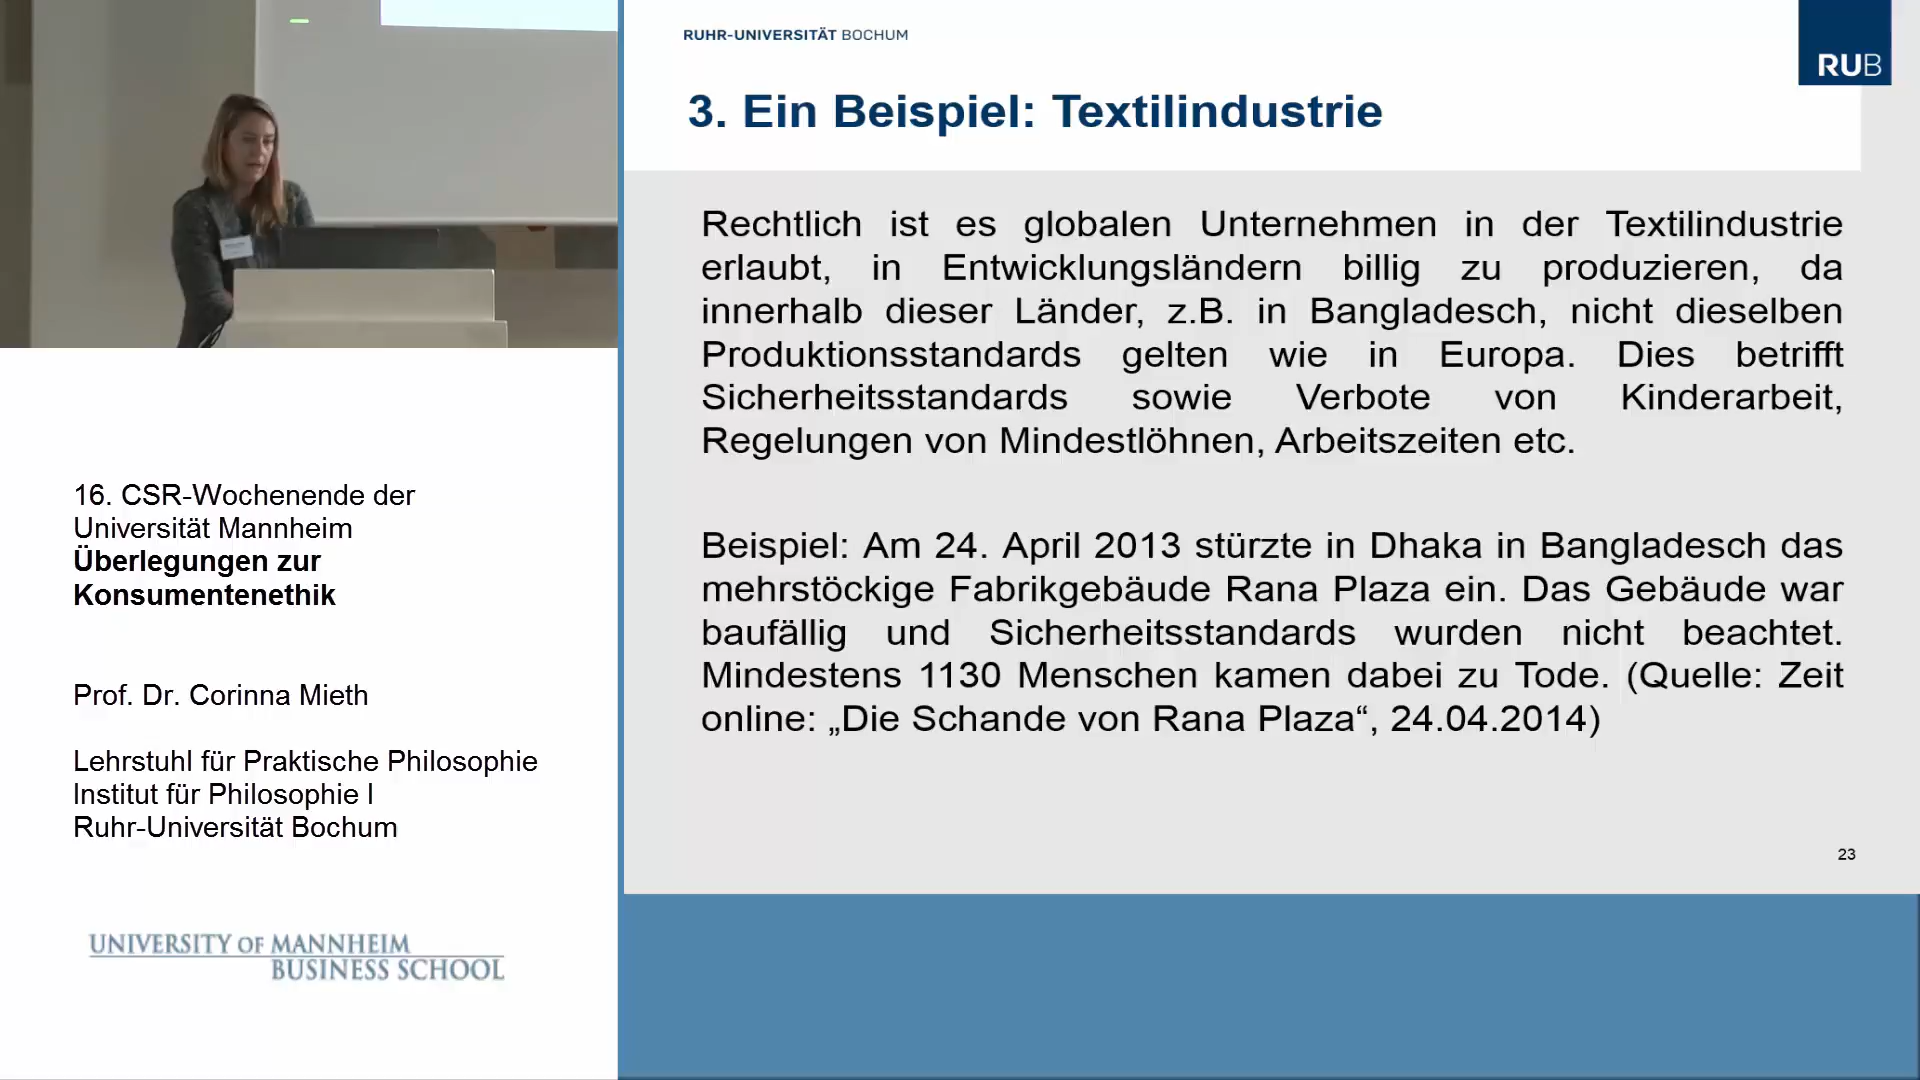 RUHR-UNIVERSITÄT BOCHUM
RUB
3. Ein Beispiel: Textilindustrie
Rechtlich ist es globalen Unternehmen in der Textilindustrie
erlaubt, in Entwicklungsländern billig zu produzieren, da
innerhalb dieser Länder, z.B. in Bangladesch, nicht dieselben
Produktionsstandards gelten wie in Europa. Dies betrifft
Sicherheitsstandards sowie Verbote von Kinderarbeit,
Regelungen von Mindestlöhnen, Arbeitszeiten etc.
Beispiel: Am 24. April 2013 stürzte in Dhaka in Bangladesch das
mehrstöckige Fabrikgebäude Rana Plaza ein. Das Gebäude war
baufällig und Sicherheitsstandards wurden nicht beachtet.
Mindestens 1130 Menschen kamen dabei zu Tode. (Quelle: Zeit
online: „Die Schande von Rana Plaza“, 24.04.2014)
23
16. CSR-Wochenende der
Universität Mannheim
Überlegungen zur
Konsumentenethik
Prof. Dr. Corinna Mieth
Lehrstuhl für Praktische Philosophie
Institut für Philosophie I
Ruhr-Universität Bochum
UNIVERSITY OF MANNHEIM
BUSINESS SCHOOL